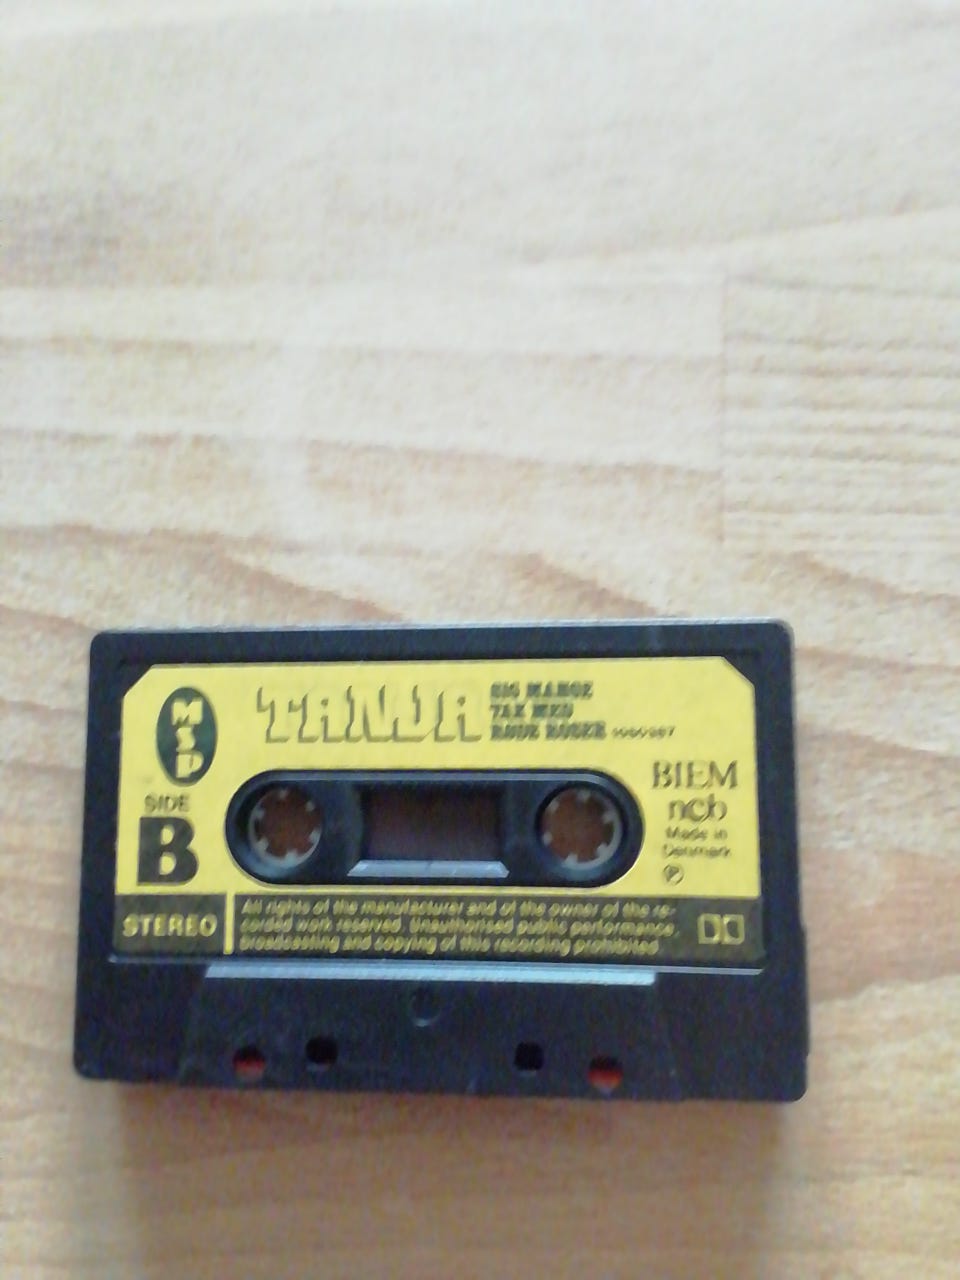 MSP
TANJA
SIG MANGE
TAK MED
RØDE ROSER
BIEM
ncb
Made in
Denmark
Ⓟ
SIDE
B
STEREO
All rights of the manufacturer and of the owner of the re-
corded work reserved. Unauthorised public performance,
broadcasting and copying of this recording prohibited